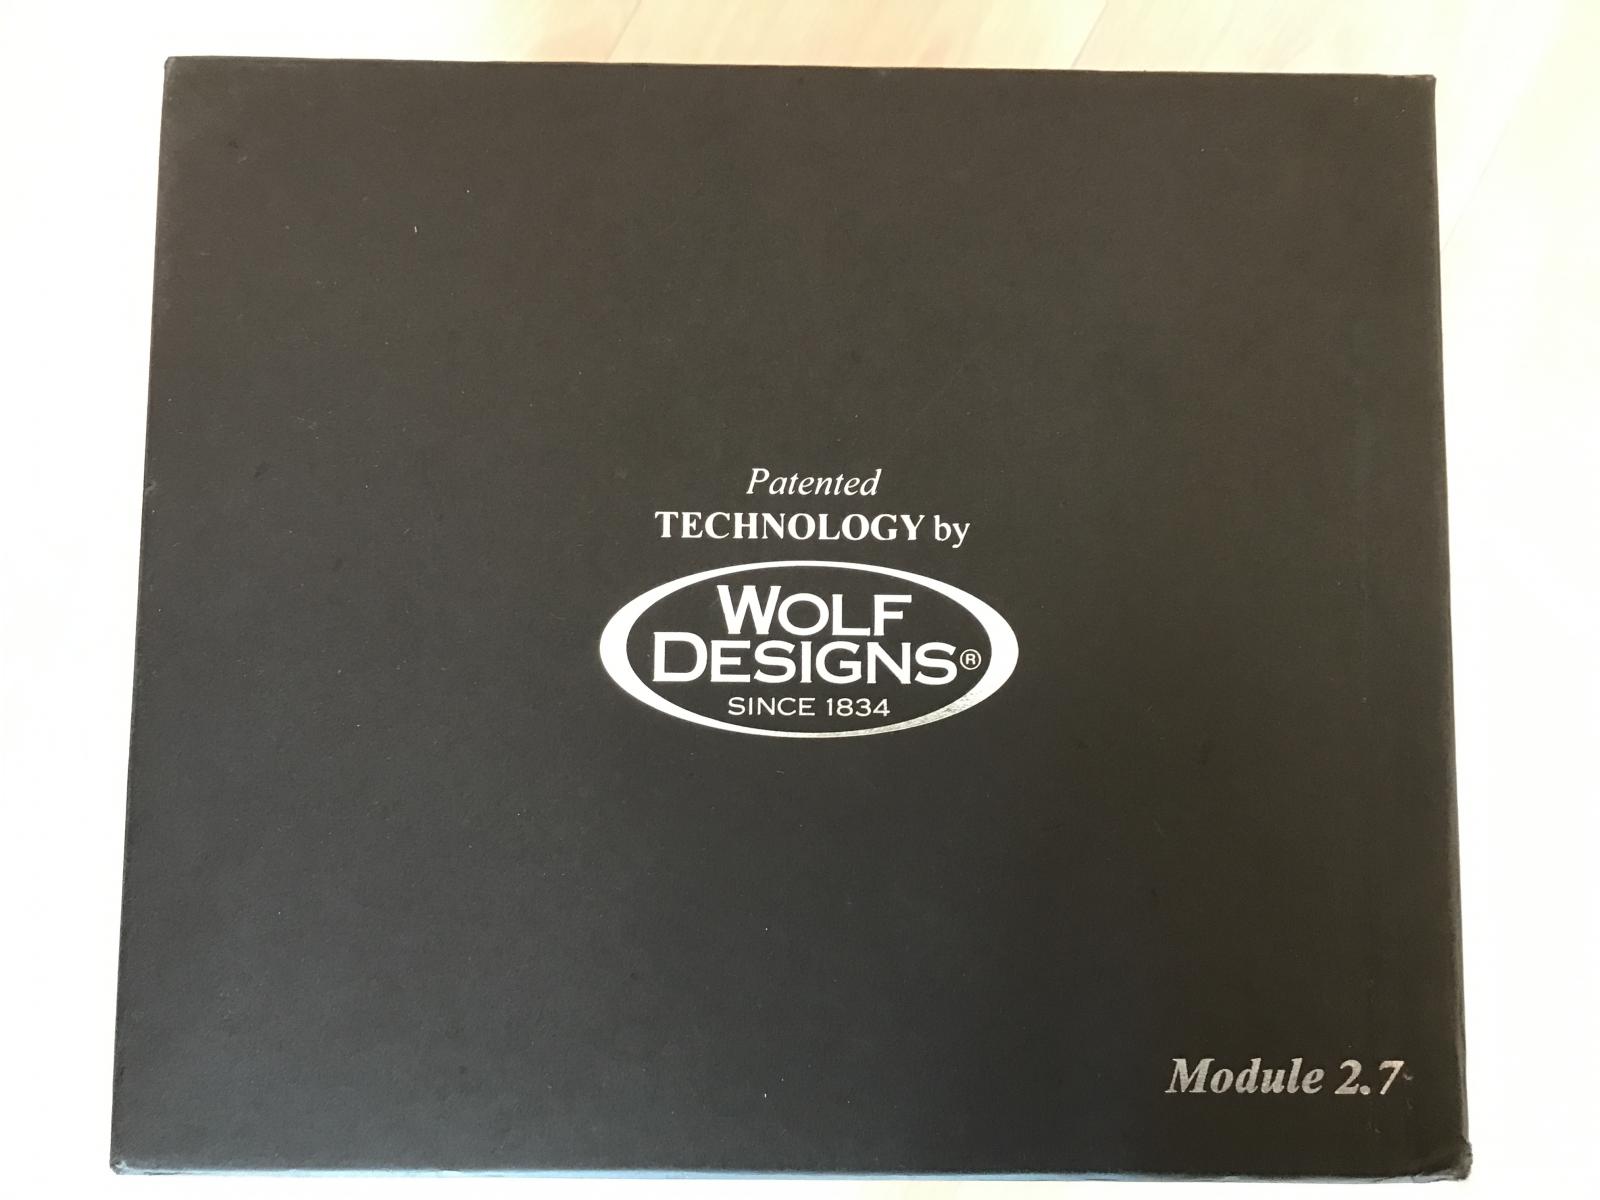 Patented
TECHNOLOGY by
WOLF
DESIGNS®
SINCE 1834
Module 2.7